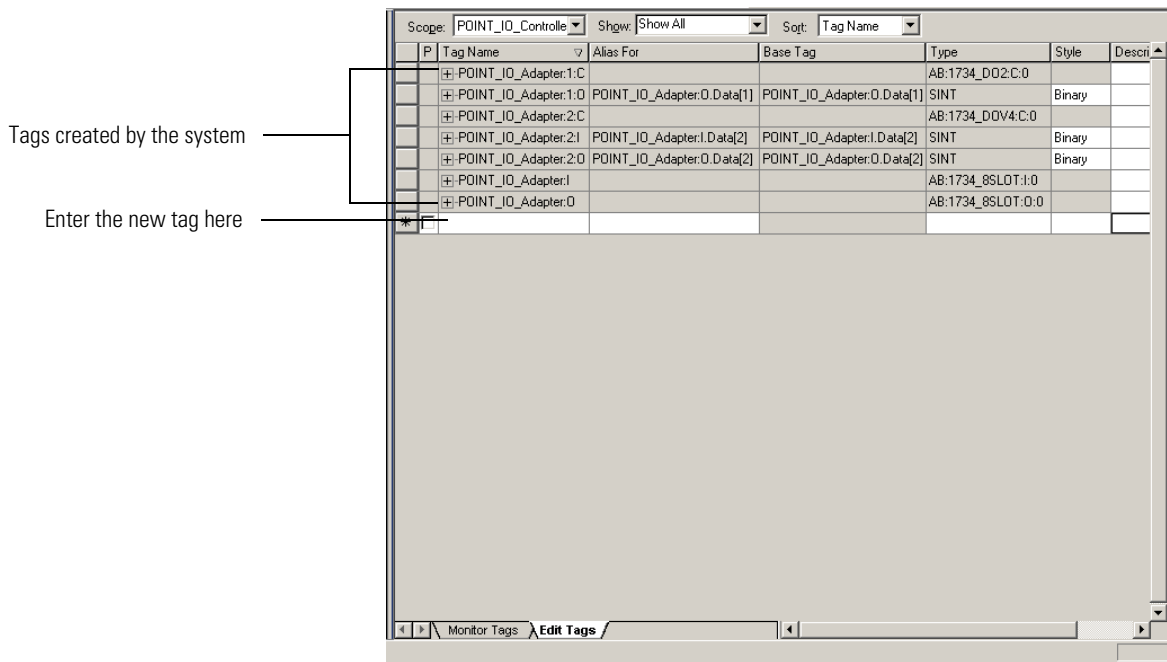 Scope: POINT_IO_Controlle Show: Show All Sort: Tag Name
P Tag Name Alias For Base Tag Type Style Descri
POINT_IO_Adapter:1:C AB:1734_DO2:C:0
POINT_IO_Adapter:1:O POINT_IO_Adapter:O.Data[1] POINT_IO_Adapter:O.Data[1] SINT Binary
POINT_IO_Adapter:2:C AB:1734_DOV4:C:0
Tags created by the system
POINT_IO_Adapter:2:I POINT_IO_Adapter:I.Data[2] POINT_IO_Adapter:I.Data[2] SINT Binary
POINT_IO_Adapter:2:O POINT_IO_Adapter:O.Data[2] POINT_IO_Adapter:O.Data[2] SINT Binary
POINT_IO_Adapter:I AB:1734_8SLOT:I:0
POINT_IO_Adapter:O AB:1734_8SLOT:O:0
Enter the new tag here
Monitor Tags Edit Tags